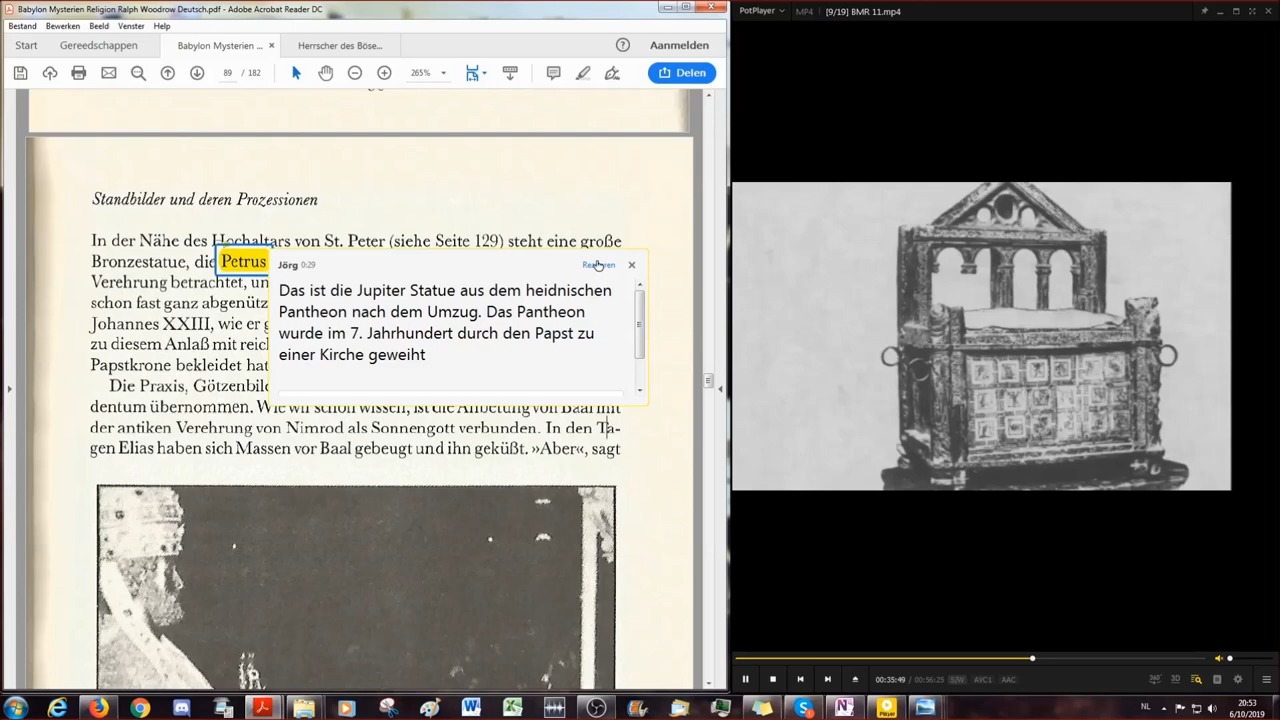 Babylon Mysterien Religion Ralph Woodrow Deutsch.pdf - Adobe Acrobat Reader DC
Bestand Bewerken Beeld Venster Help
Start Gereedschappen Babylon Mysterien ... × Herrscher des Böse... Aanmelden
89 / 182 265% Delen
Standbilder und deren Prozessionen
In der Nähe des Hochaltars von St. Peter (siehe Seite 129) steht eine große
Bronzestatue, die Petrus
Verehrung betrachtet, un
schon fast ganz abgenütz
Johannes XXIII, wie er g
zu diesem Anlaß mit reic
Papstkrone bekleidet hat
Die Praxis, Götzenbild
dentum übernommen. Wie wir schon wissen, ist die Anbetung von Baal mit
der antiken Verehrung von Nimrod als Sonnengott verbunden. In den Ta-
gen Elias haben sich Massen vor Baal gebeugt und ihn geküßt. »Aber«, sagt
Jörg 0:29
Das ist die Jupiter Statue aus dem heidnischen
Pantheon nach dem Umzug. Das Pantheon
wurde im 7. Jahrhundert durch den Papst zu
einer Kirche geweiht
PotPlayer MP4 [9/19] BMR 11.mp4
00:35:49 / 00:56:25 S/W AVC1 AAC
3D
NL 20:53
6/10/2019